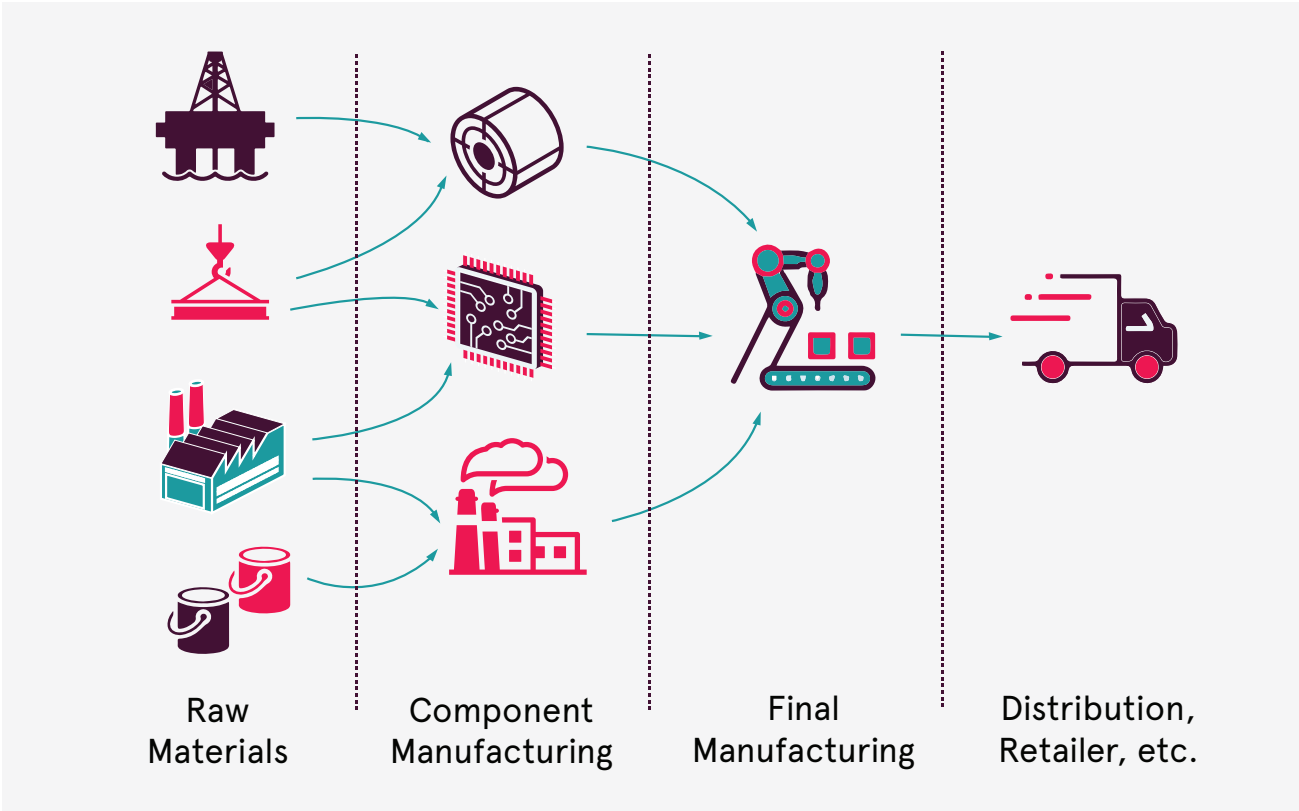 Raw
Materials
Component
Manufacturing
Final
Manufacturing
Distribution,
Retailer, etc.